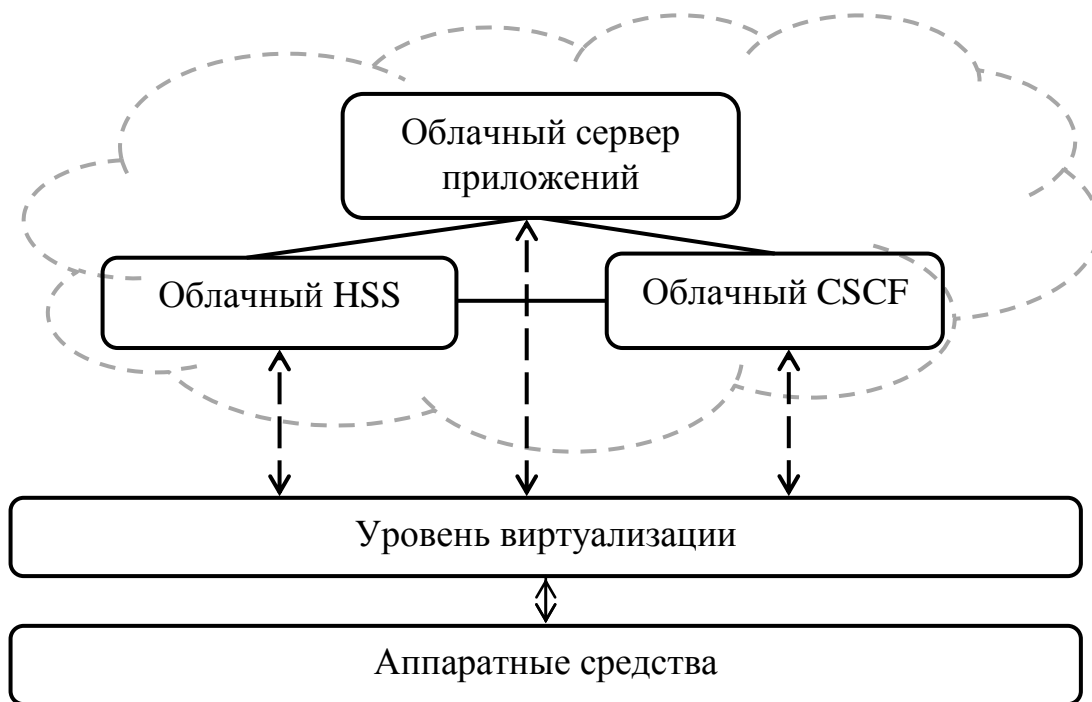 Облачный сервер
приложений
Облачный HSS
Облачный CSCF
Уровень виртуализации
Аппаратные средства